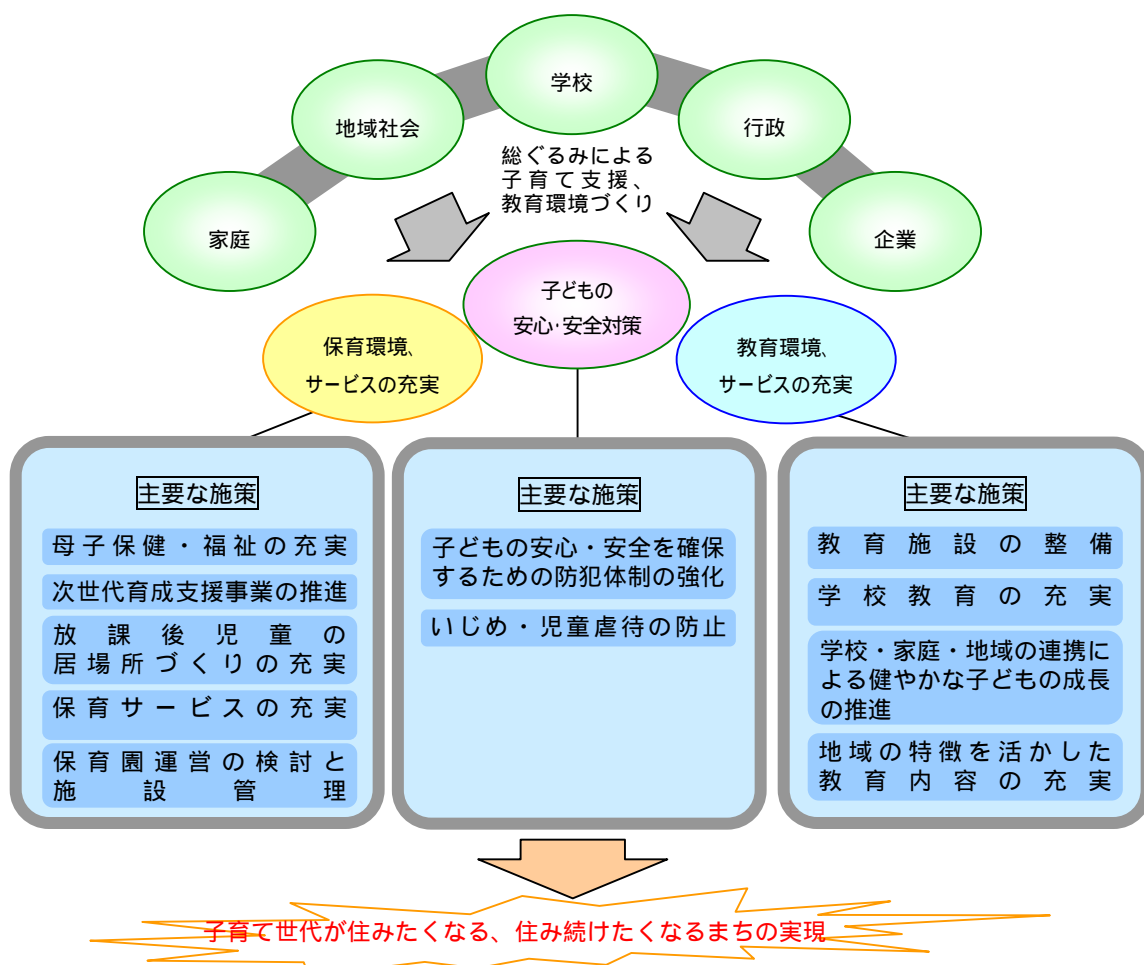 学校
地域社会
行政
家庭
企業
総ぐるみによる
子育て支援、
教育環境づくり
子どもの
安心・安全対策
保育環境、
サービスの充実
教育環境、
サービスの充実
主要な施策
母子保健・福祉の充実
次世代育成支援事業の推進
放課後児童の
居場所づくりの充実
保育サービスの充実
保育園運営の検討と
施設管理
主要な施策
子どもの安心・安全を確保
するための防犯体制の強化
いじめ・児童虐待の防止
主要な施策
教育施設の整備
学校教育の充実
学校・家庭・地域の連携に
よる健やかな子どもの成長
の推進
地域の特徴を活かした
教育内容の充実
子育て世代が住みたくなる、住み続けたくなるまちの実現